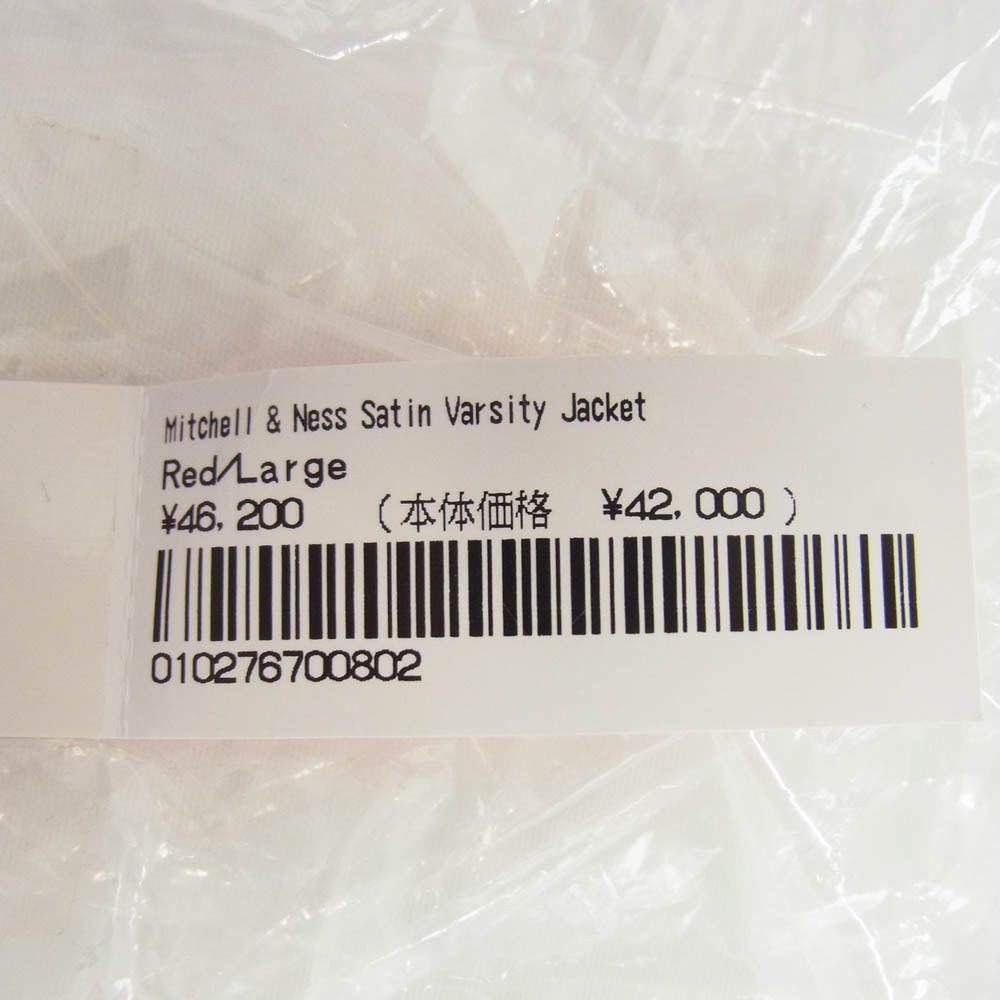 Mitchell & Ness Satin Varsity Jacket
Red/Large
¥46,200 (本体価格 ¥42,000)
010276700802